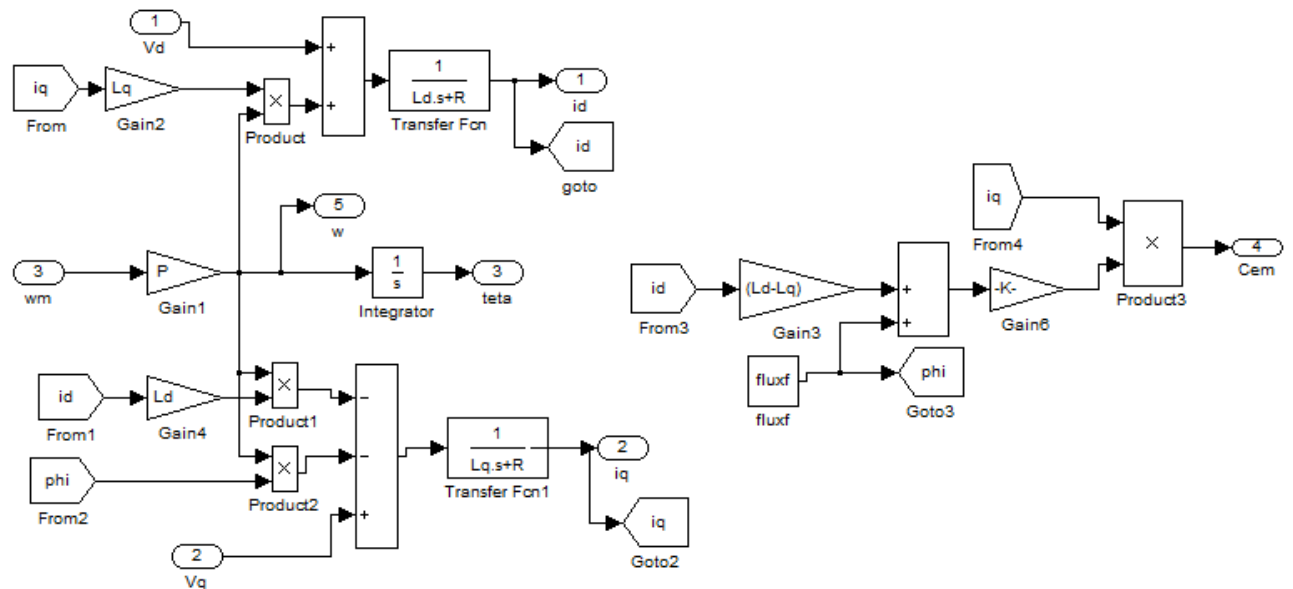 1
Vd
iq
From
Lq
Gain2
×
Product
+
+
1
Ld.s+R
Transfer Fcn
1
id
id
goto
5
w
3
wm
P
Gain1
1
s
Integrator
3
teta
id
From1
Ld
Gain4
×
Product1
phi
From2
×
Product2
−
−
+
2
Vq
1
Lq.s+R
Transfer Fcn1
2
iq
iq
Goto2
iq
From4
id
From3
(Ld-Lq)
Gain3
+
+
fluxf
fluxf
phi
Goto3
-K-
Gain6
×
Product3
4
Cem